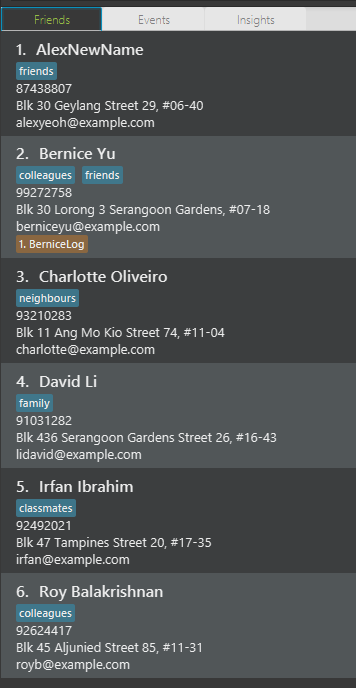 Friends Events Insights
1. AlexNewName
friends
87438807
Blk 30 Geylang Street 29, #06-40
alexyeoh@example.com
2. Bernice Yu
colleagues friends
99272758
Blk 30 Lorong 3 Serangoon Gardens, #07-18
berniceyu@example.com
1. BerniceLog
3. Charlotte Oliveiro
neighbours
93210283
Blk 11 Ang Mo Kio Street 74, #11-04
charlotte@example.com
4. David Li
family
91031282
Blk 436 Serangoon Gardens Street 26, #16-43
lidavid@example.com
5. Irfan Ibrahim
classmates
92492021
Blk 47 Tampines Street 20, #17-35
irfan@example.com
6. Roy Balakrishnan
colleagues
92624417
Blk 45 Aljunied Street 85, #11-31
royb@example.com